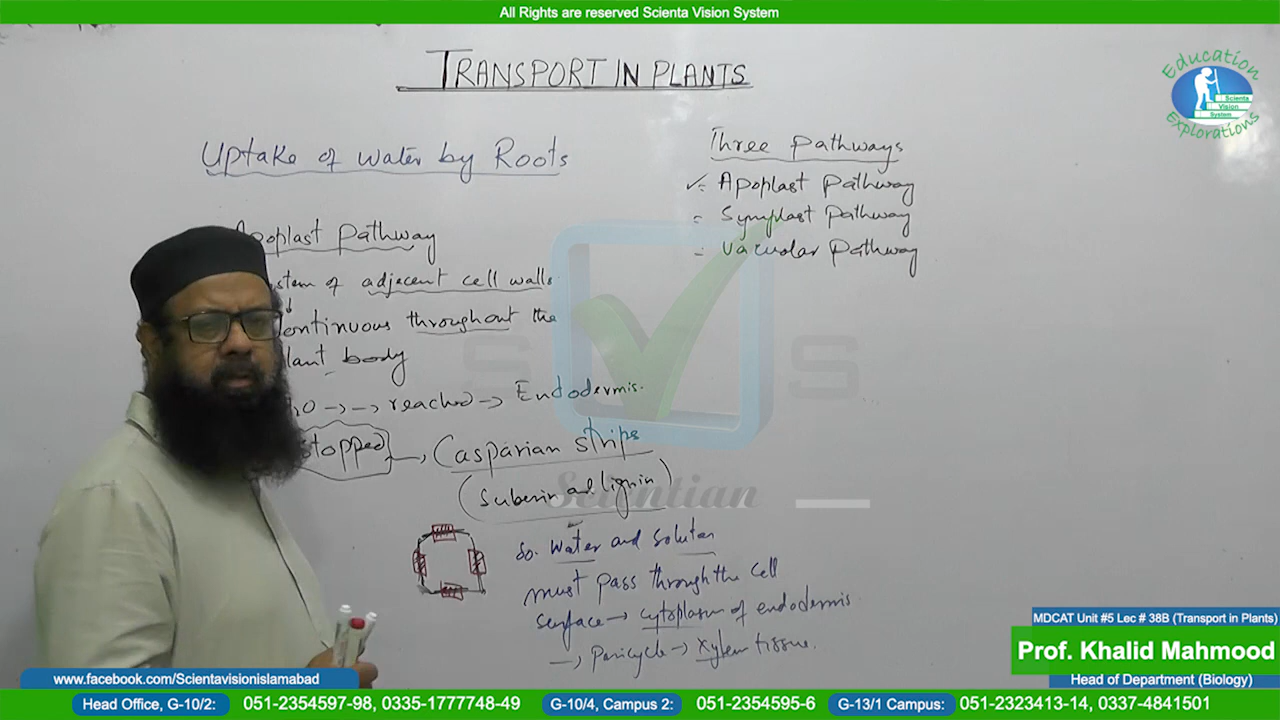 All Rights are reserved Scienta Vision System
TRANSPORT IN PLANTS
Education
Scienta
Vision
System
Explorations
Uptake of water by Roots
Three Pathways
Apoplast Pathway
Symplast Pathway
Vacuolar Pathway
Apoplast Pathway
adjacent cell walls
continuous throughout the
body
reached → Endodermis.
Stopped → Casparian strips
(Suberin and lignin)
S V S
Scientian
So. Water and Soluten
must pass through the cell
surface → cytoplasm of endodermis
→ Pericycle → xylem tissue.
MDCAT Unit #5 Lec # 38B (Transport in Plants)
Prof. Khalid Mahmood
Head of Department (Biology)
www.facebook.com/Scientavisionislamabad
Head Office, G-10/2: 051-2354597-98, 0335-1777748-49 G-10/4, Campus 2: 051-2354595-6 G-13/1 Campus: 051-2323413-14, 0337-4841501